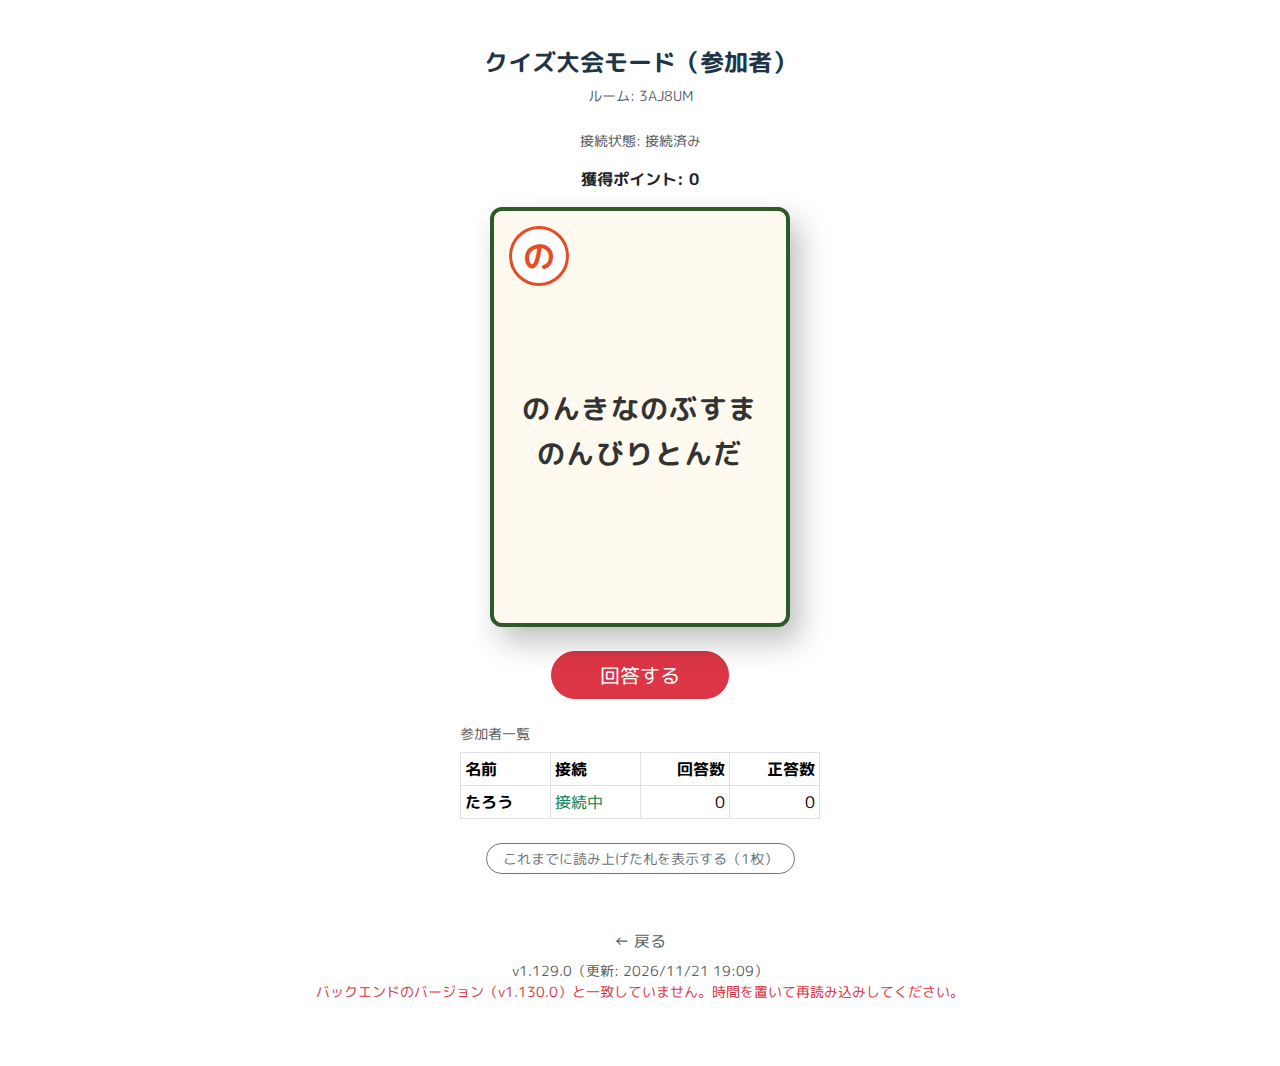 クイズ大会モード（参加者）
ルーム: 3AJ8UM
接続状態: 接続済み
獲得ポイント: 0
の
のんきなのぶすま
のんびりとんだ
回答する
参加者一覧
名前 接続 回答数 正答数
たろう 接続中 0 0
これまでに読み上げた札を表示する（1枚）
← 戻る
v1.129.0（更新: 2026/11/21 19:09）
バックエンドのバージョン（v1.130.0）と一致していません。時間を置いて再読み込みしてください。